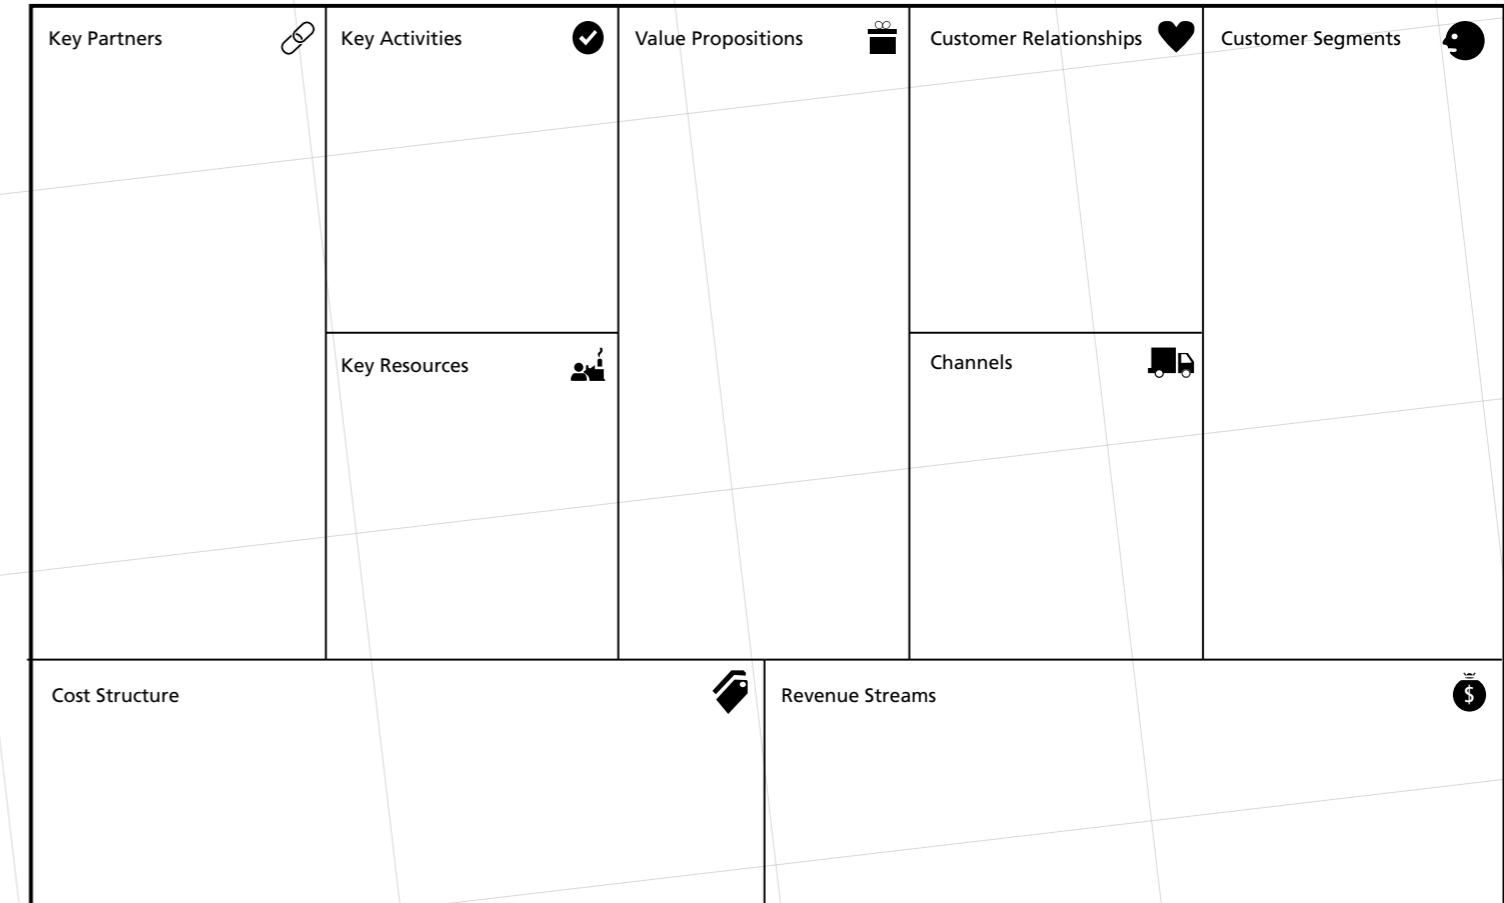 Key Partners
Key Activities
Value Propositions
Customer Relationships
Customer Segments
Key Resources
Channels
Cost Structure
Revenue Streams
$